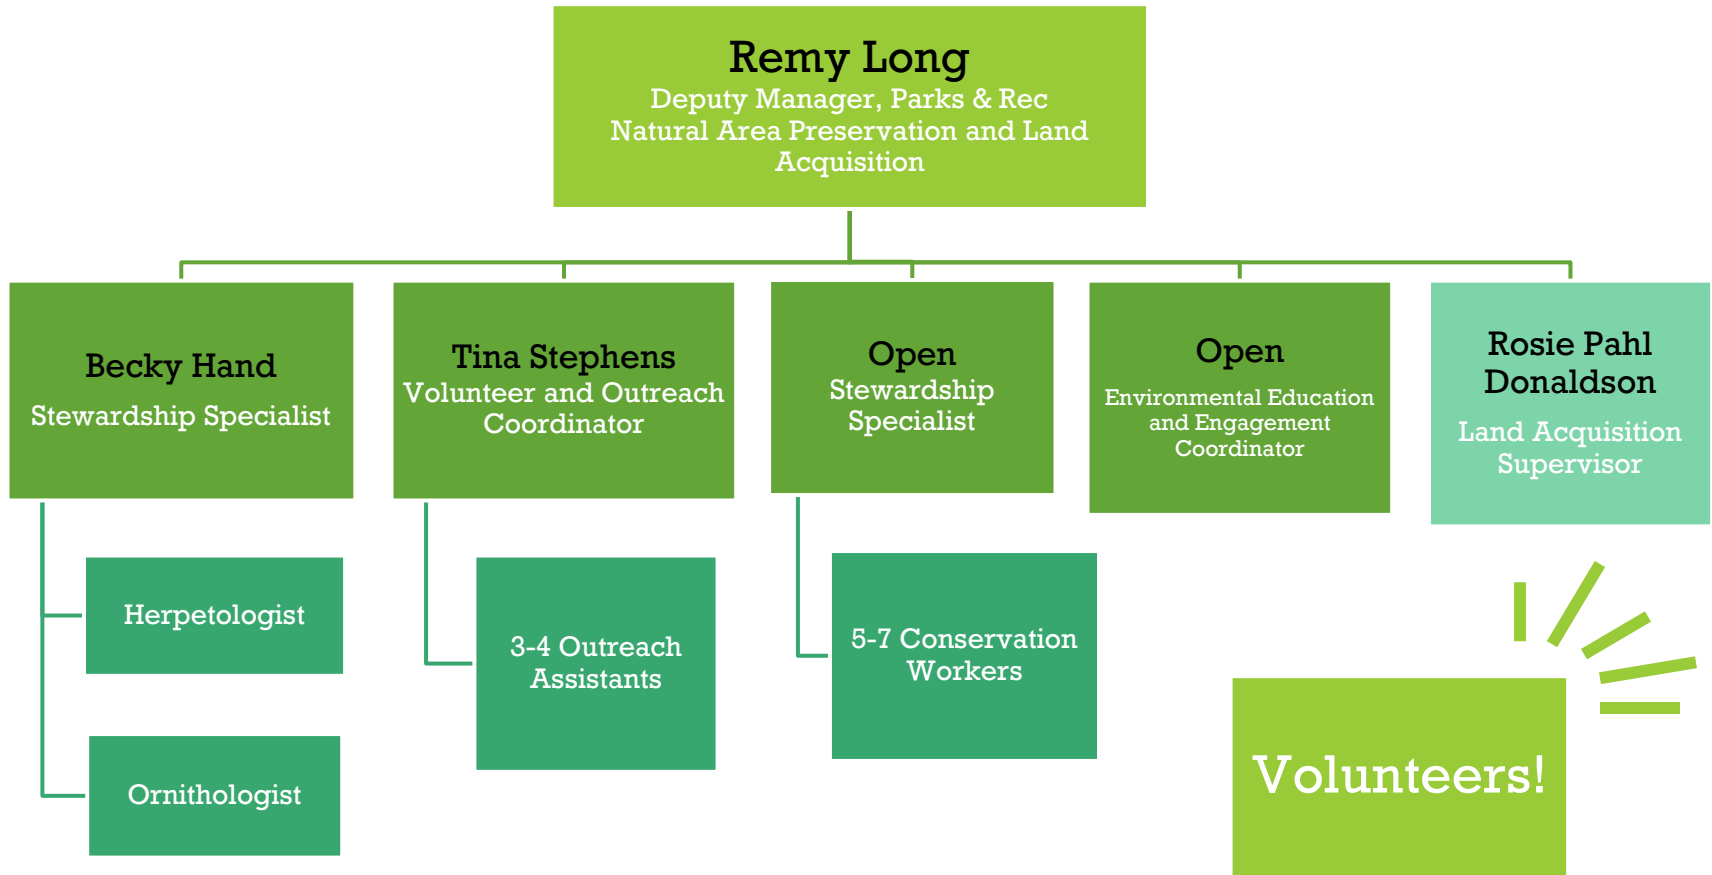 Remy Long
Deputy Manager, Parks & Rec
Natural Area Preservation and Land
Acquisition
Becky Hand
Stewardship Specialist
Tina Stephens
Volunteer and Outreach
Coordinator
Open
Stewardship
Specialist
Open
Environmental Education
and Engagement
Coordinator
Rosie Pahl
Donaldson
Land Acquisition
Supervisor
Herpetologist
Ornithologist
3-4 Outreach
Assistants
5-7 Conservation
Workers
Volunteers!